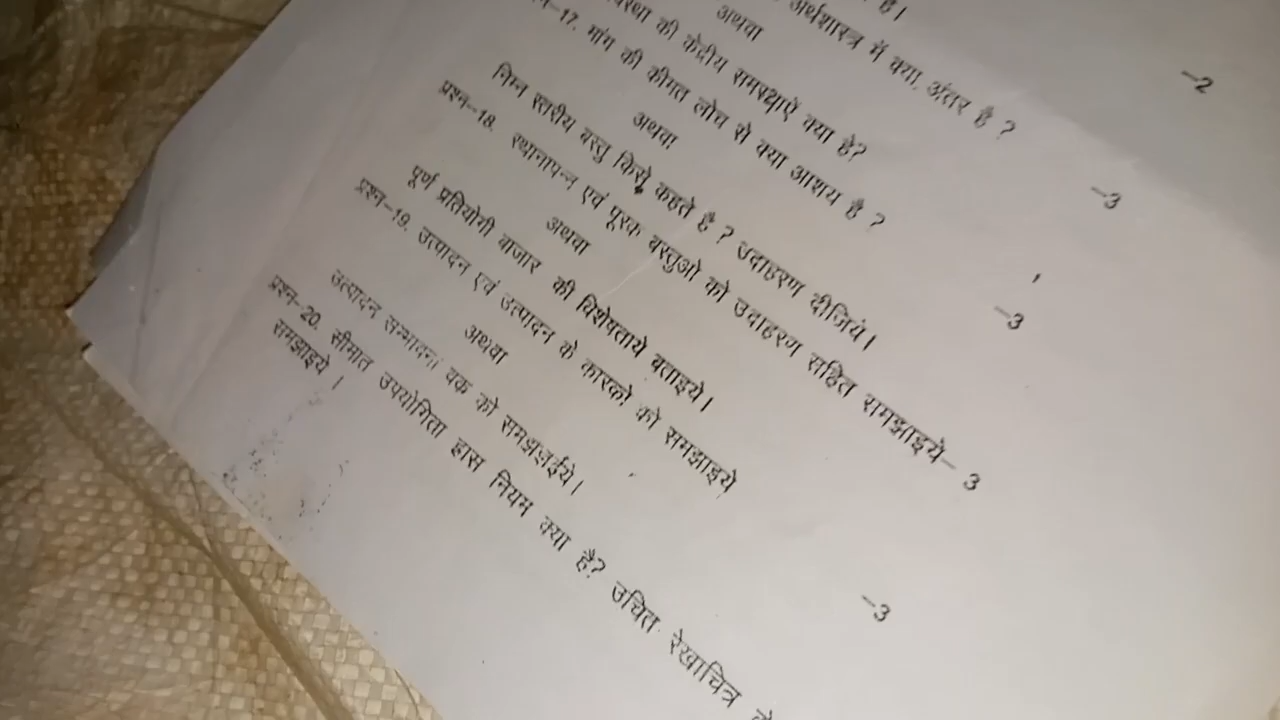 है।
अर्थशास्त्र में क्या अंतर है ? -2
अथवा
की केद्रीय समस्याऐं क्या है?
17. मांग की कीमत लोच से क्या आशय है ? -3
अथवा
निम्न स्तरीय वस्तु किसे कहते है ? उदाहरण दीजिये।
प्रश्न-18. स्थानापन्न एवं पूरक वस्तुओ को उदाहरण सहित समझाइये- 3
अथवा
पूर्ण प्रतियोगी बाजार की विशेषताये बताइये।
प्रश्न-19. उत्पादन एवं उत्पादन के कारको को समझाइये -3
अथवा
उत्पादन सम्भावना वक को समझाईये।
प्रश्न-20. सीमात उपयोगिता ह्रास नियम क्या है? उचित रेखाचित्र
समझाइये ।
-3